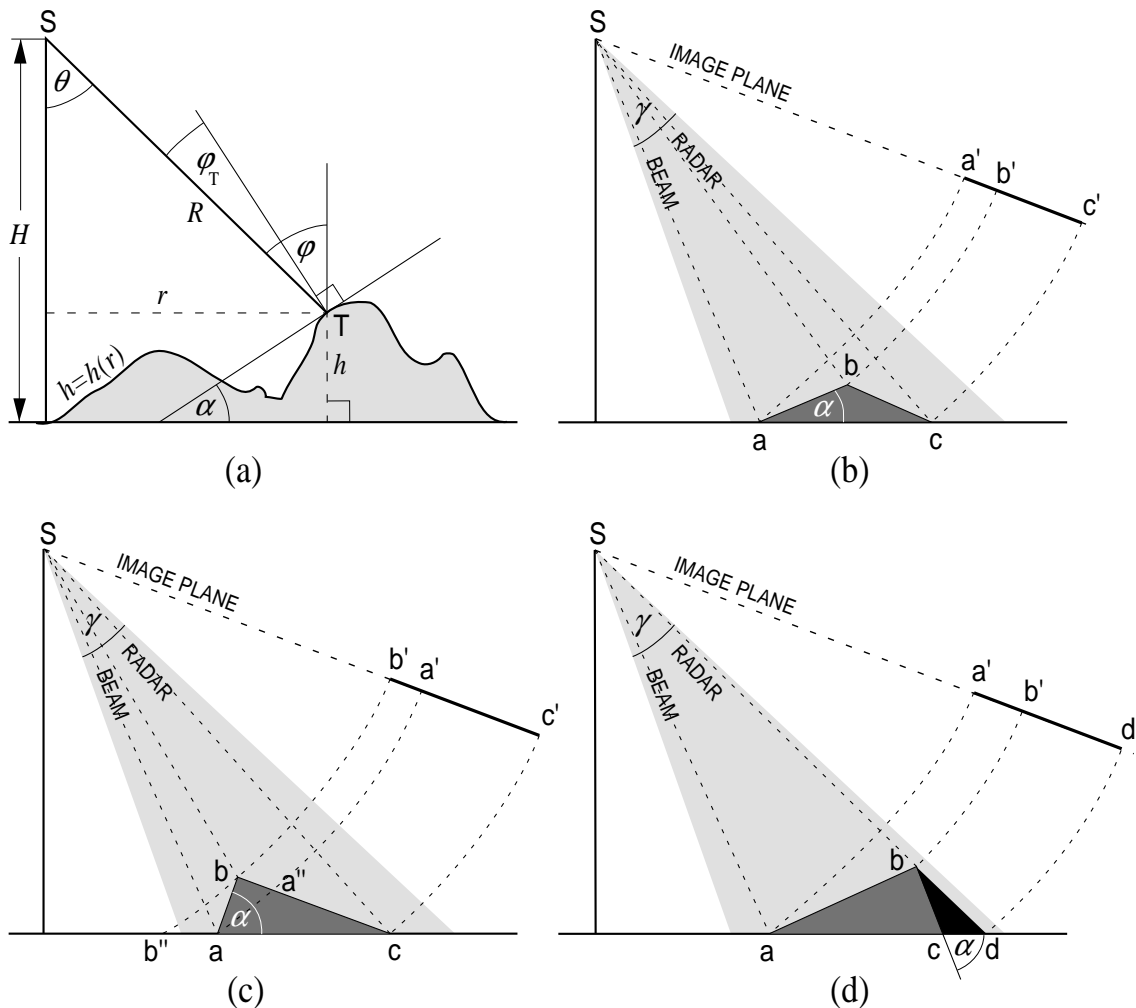 S
θ
φT
R
φ
H
r
T
h=h(r)
h
α
(a)
S
IMAGE PLANE
γ
RADAR
BEAM
a'
b'
c'
b
α
a
c
(b)
S
IMAGE PLANE
γ
RADAR
BEAM
b'
a'
c'
b
a''
α
b''
a
c
(c)
S
IMAGE PLANE
γ
RADAR
BEAM
a'
b'
d'
b
a
c
α
d
(d)